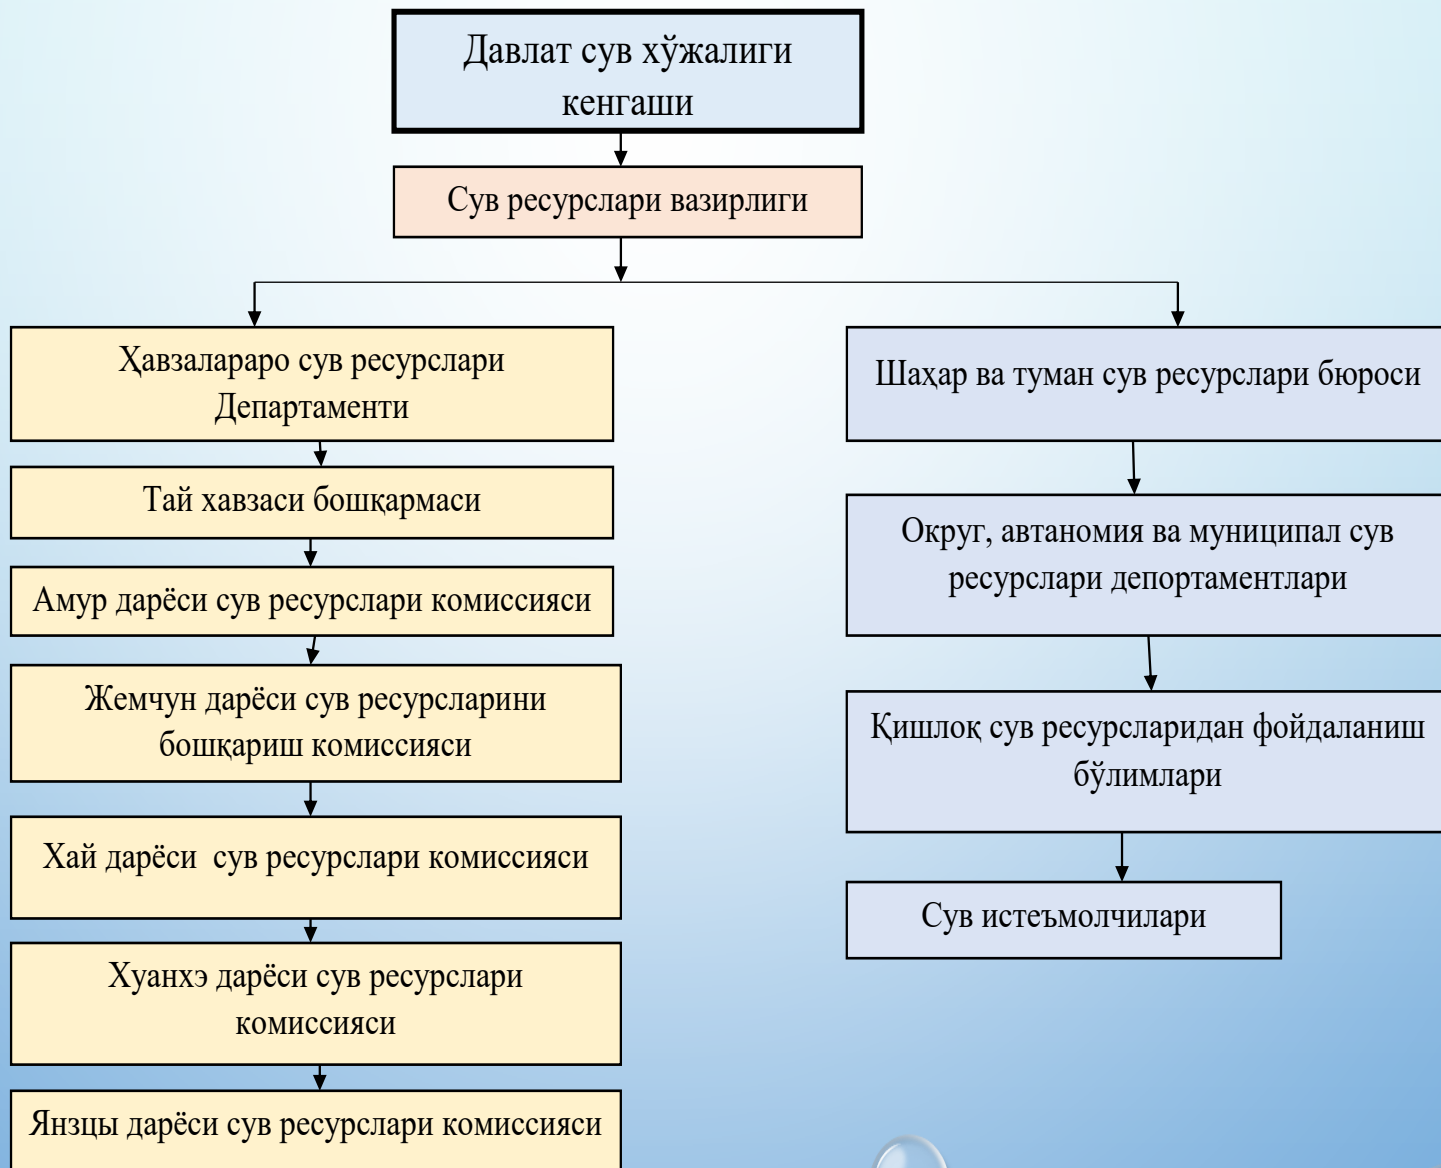 Давлат сув хўжалиги
кенгаши
Сув ресурслари вазирлиги
Ҳавзалараро сув ресурслари
Департаменти
Тай хавзаси бошқармаси
Амур дарёси сув ресурслари комиссияси
Жемчун дарёси сув ресурсларини
бошқариш комиссияси
Хай дарёси сув ресурслари комиссияси
Хуанхэ дарёси сув ресурслари
комиссияси
Янзцы дарёси сув ресурслари комиссияси
Шаҳар ва туман сув ресурслари бюроси
Округ, автаномия ва муниципал сув
ресурслари депортаментлари
Қишлоқ сув ресурсларидан фойдаланиш
бўлимлари
Сув истеъмолчилари